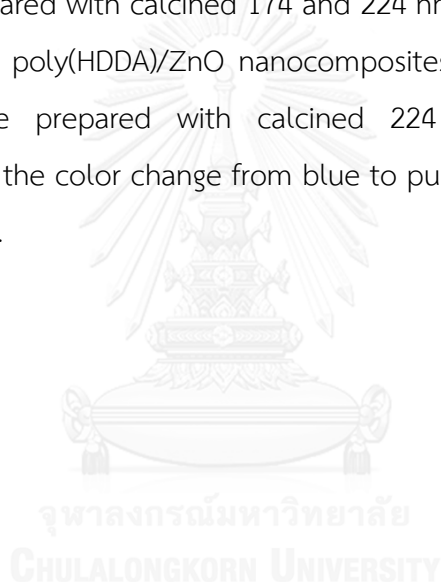 ared with calcined 174 and 224 nr
poly(HDDA)/ZnO nanocomposites
e prepared with calcined 224
the color change from blue to pu
.
จุฬาลงกรณ์มหาวิทยาลัย
CHULALONGKORN UNIVERSITY